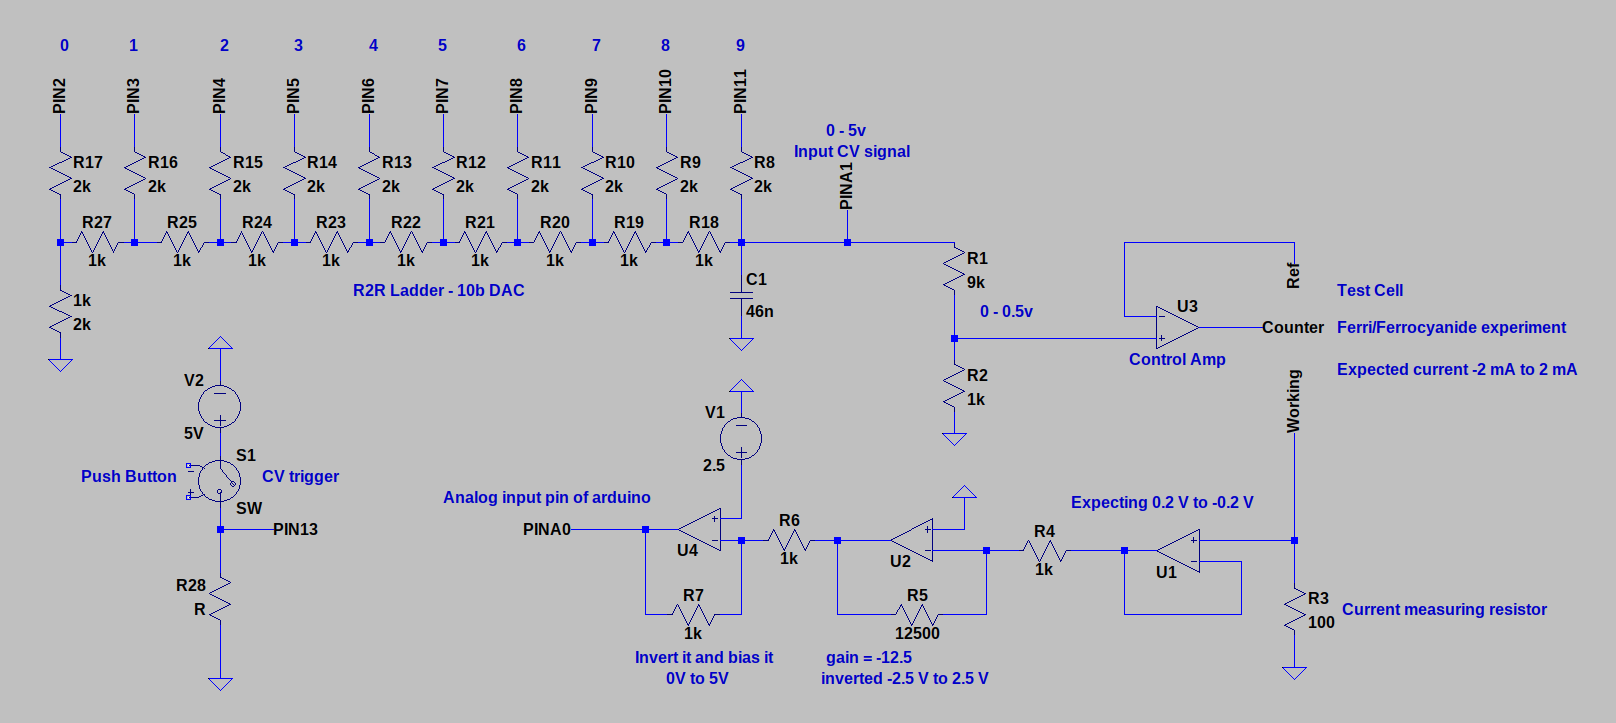 0 1 2 3 4 5 6 7 8 9
PIN2 PIN3 PIN4 PIN5 PIN6 PIN7 PIN8 PIN9 PIN10 PIN11
0 - 5v
Input CV signal
PINA1
R17 R16 R15 R14 R13 R12 R11 R10 R9 R8
2k 2k 2k 2k 2k 2k 2k 2k 2k 2k
R27 R25 R24 R23 R22 R21 R20 R19 R18
1k 1k 1k 1k 1k 1k 1k 1k 1k
R2R Ladder - 10b DAC
1k
2k
C1
46n
R1
9k
0 - 0.5v
R2
1k
U3
+
Control Amp
Ref
Counter
Working
Test Cell
Ferri/Ferrocyanide experiment
Expected current -2 mA to 2 mA
V2
5V
S1
SW
Push Button
CV trigger
PIN13
R28
R
V1
2.5
Analog input pin of arduino
PINA0
U4
R6
1k
R7
1k
Invert it and bias it
0V to 5V
U2
R5
12500
gain = -12.5
inverted -2.5 V to 2.5 V
R4
1k
Expecting 0.2 V to -0.2 V
U1
R3
100
Current measuring resistor